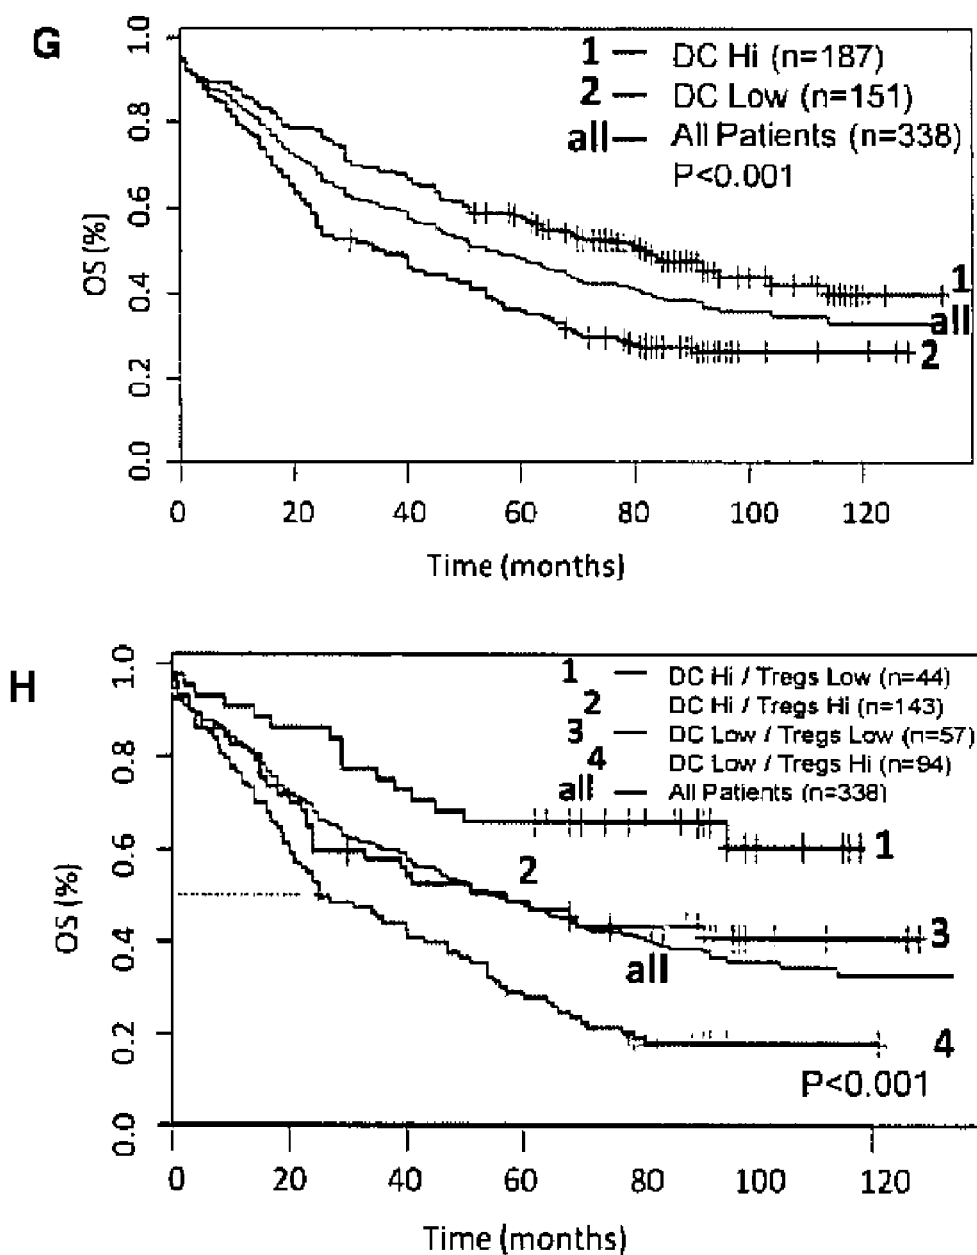 G
1 — DC Hi (n=187)
2 — DC Low (n=151)
all — All Patients (n=338)
P<0.001
OS (%)
1.0
0.8
0.6
0.4
0.2
0.0
1
all
2
0 20 40 60 80 100 120
Time (months)
H
1 — DC Hi / Tregs Low (n=44)
2 DC Hi / Tregs Hi (n=143)
3 — DC Low / Tregs Low (n=57)
4 DC Low / Tregs Hi (n=94)
all — All Patients (n=338)
OS (%)
1.0
0.8
0.6
0.4
0.2
0.0
1
2
3
all
4
P<0.001
0 20 40 60 80 100 120
Time (months)